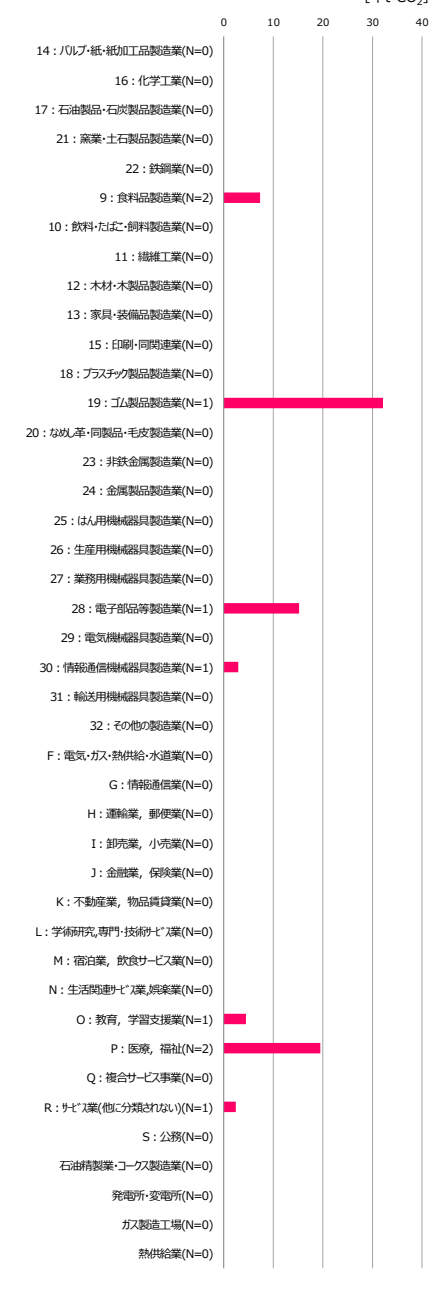 [千t-CO₂]
0 10 20 30 40
14：パルプ・紙・紙加工品製造業(N=0)
16：化学工業(N=0)
17：石油製品・石炭製品製造業(N=0)
21：窯業・土石製品製造業(N=0)
22：鉄鋼業(N=0)
9：食料品製造業(N=2)
10：飲料・たばこ・飼料製造業(N=0)
11：繊維工業(N=0)
12：木材・木製品製造業(N=0)
13：家具・装備品製造業(N=0)
15：印刷・同関連業(N=0)
18：プラスチック製品製造業(N=0)
19：ゴム製品製造業(N=1)
20：なめし革・同製品・毛皮製造業(N=0)
23：非鉄金属製造業(N=0)
24：金属製品製造業(N=0)
25：はん用機械器具製造業(N=0)
26：生産用機械器具製造業(N=0)
27：業務用機械器具製造業(N=0)
28：電子部品等製造業(N=1)
29：電気機械器具製造業(N=0)
30：情報通信機械器具製造業(N=1)
31：輸送用機械器具製造業(N=0)
32：その他の製造業(N=0)
F：電気・ガス・熱供給・水道業(N=0)
G：情報通信業(N=0)
H：運輸業，郵便業(N=0)
I：卸売業，小売業(N=0)
J：金融業，保険業(N=0)
K：不動産業，物品賃貸業(N=0)
L：学術研究,専門・技術ｻｰﾋﾞｽ業(N=0)
M：宿泊業，飲食サービス業(N=0)
N：生活関連ｻｰﾋﾞｽ業,娯楽業(N=0)
O：教育，学習支援業(N=1)
P：医療，福祉(N=2)
Q：複合サービス事業(N=0)
R：ｻｰﾋﾞｽ業(他に分類されない)(N=1)
S：公務(N=0)
石油精製業・コークス製造業(N=0)
発電所・変電所(N=0)
ガス製造工場(N=0)
熱供給業(N=0)